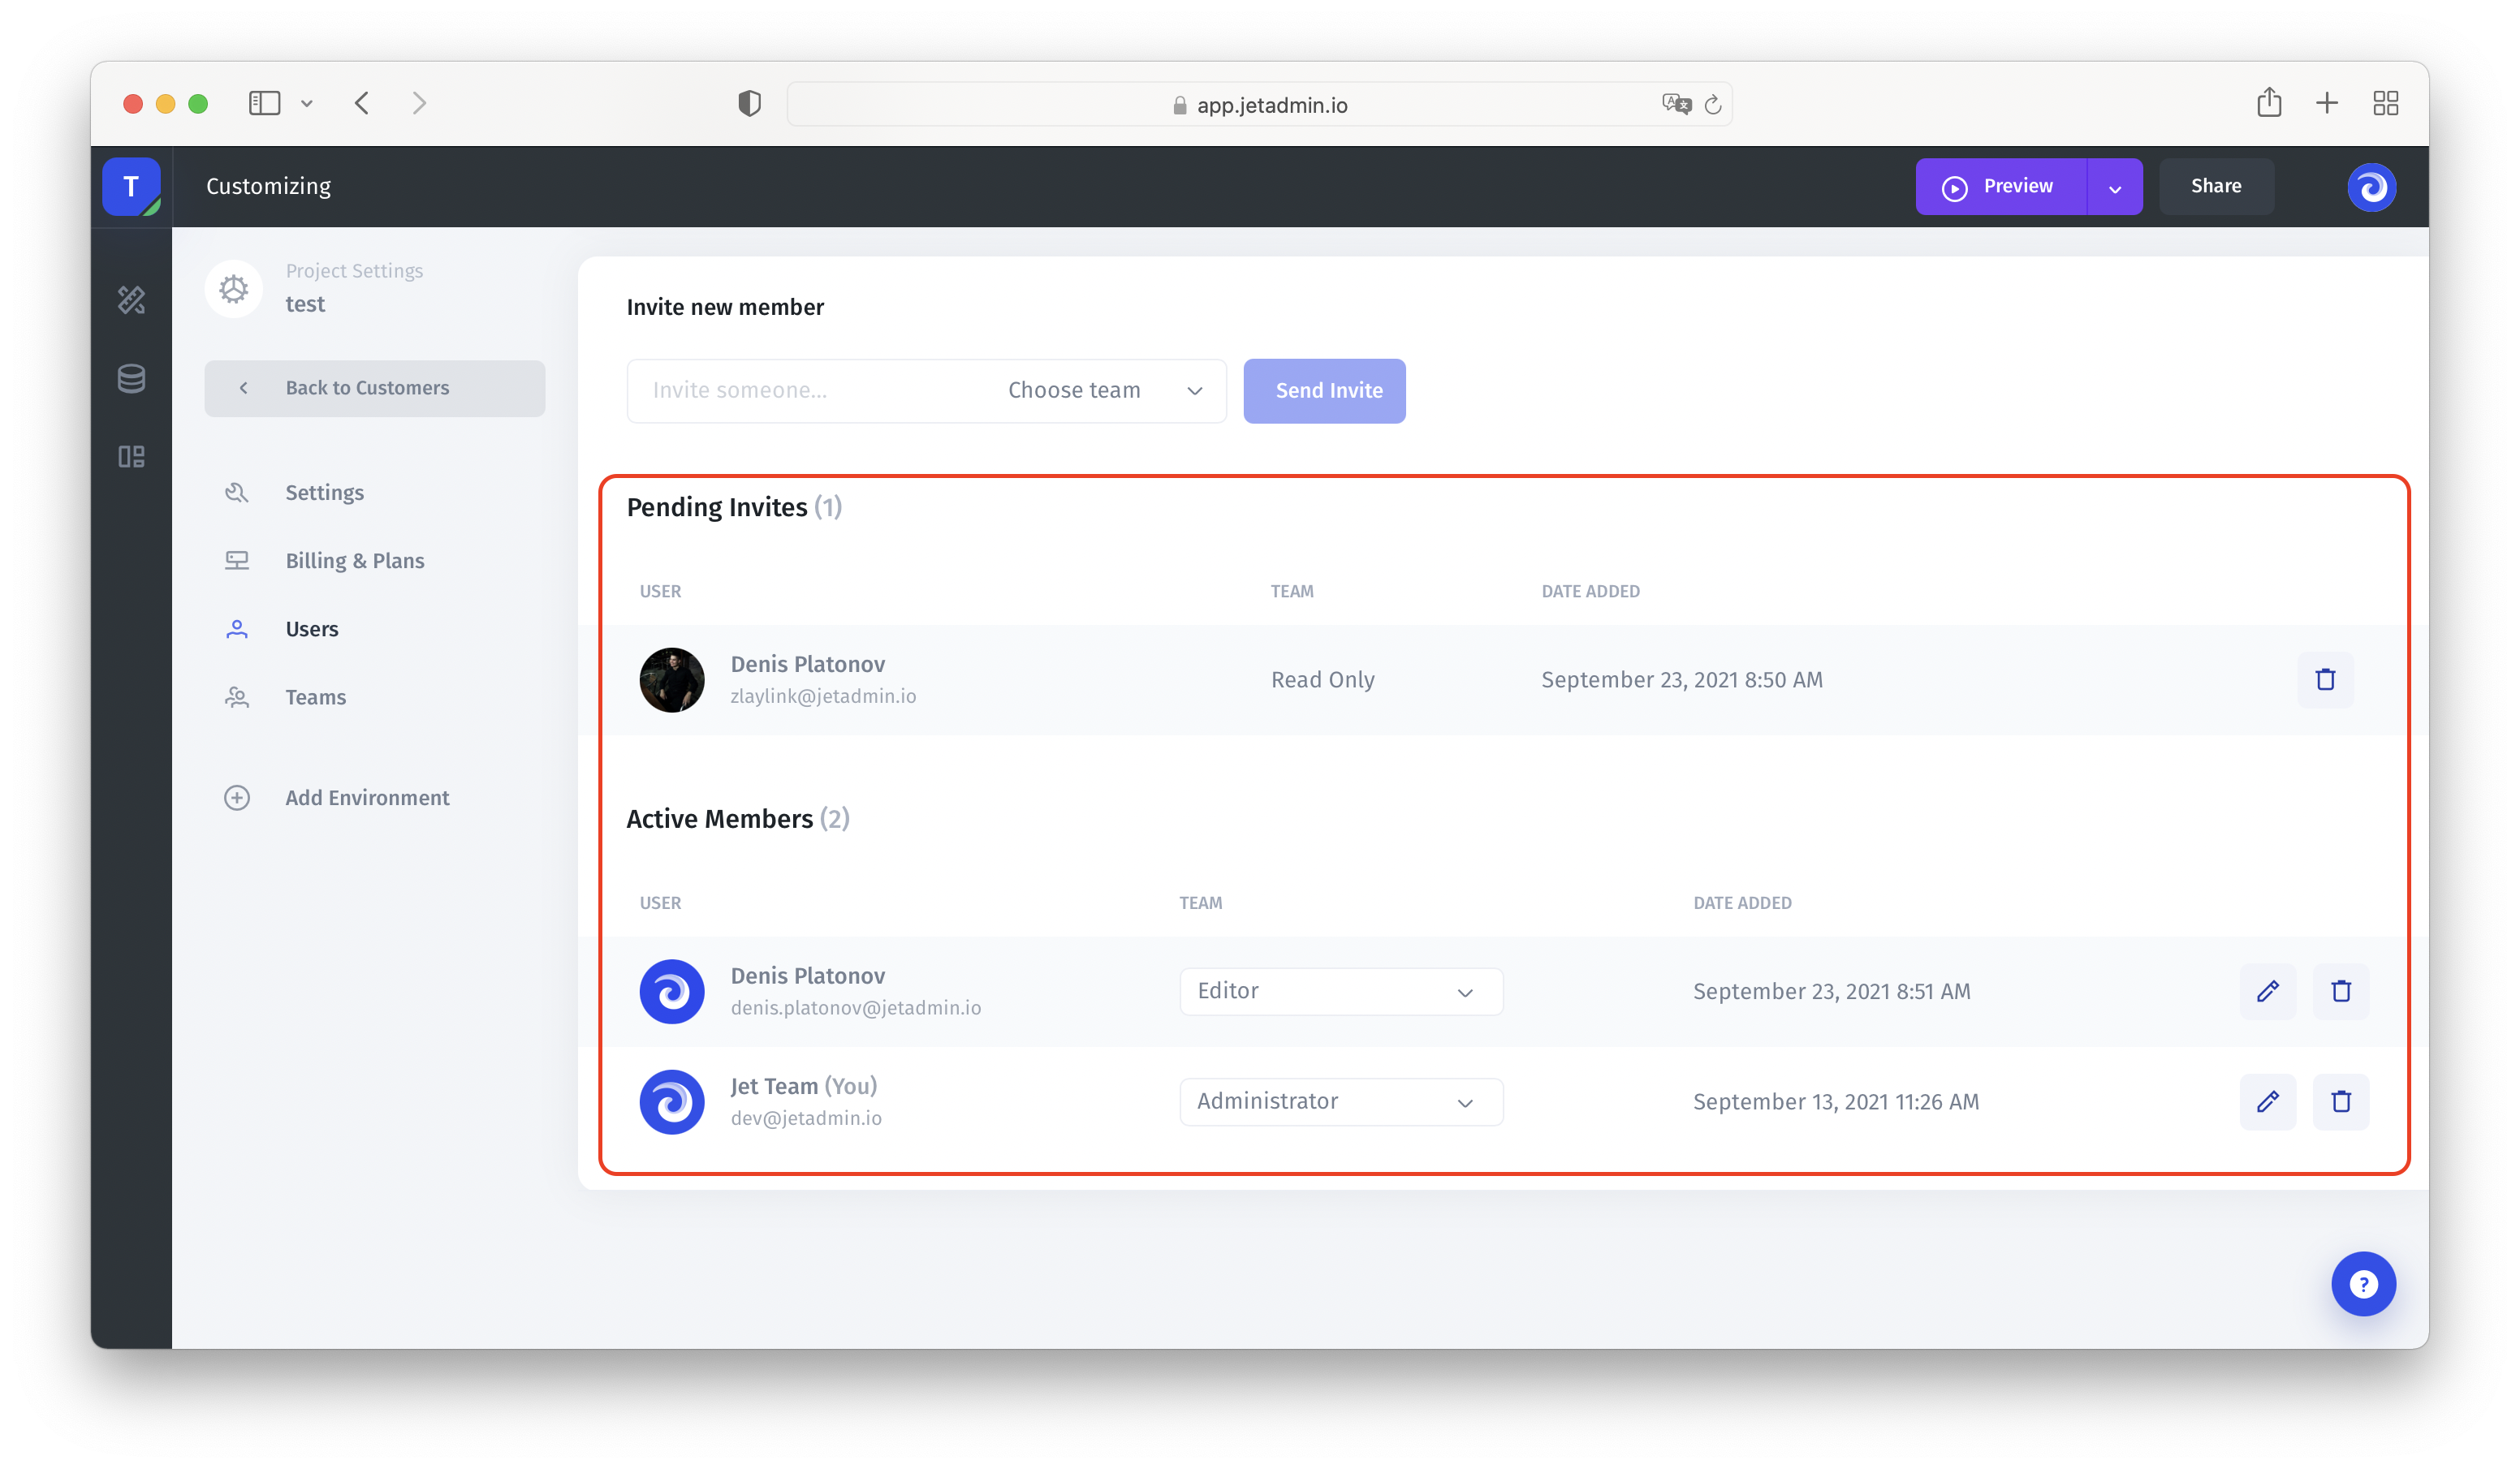 app.jetadmin.io
T
Customizing
Preview
Share
Project Settings
test
Back to Customers
Settings
Billing & Plans
Users
Teams
Add Environment
Invite new member
Invite someone...
Choose team
Send Invite
Pending Invites (1)
USER TEAM DATE ADDED
Denis Platonov
zlaylink@jetadmin.io
Read Only
September 23, 2021 8:50 AM
Active Members (2)
USER TEAM DATE ADDED
Denis Platonov
denis.platonov@jetadmin.io
Editor
September 23, 2021 8:51 AM
Jet Team (You)
dev@jetadmin.io
Administrator
September 13, 2021 11:26 AM
?